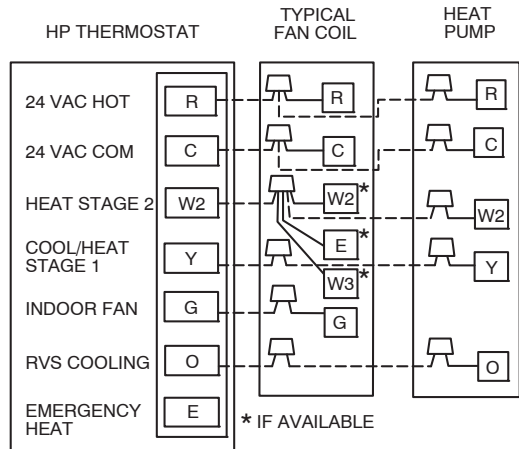 HP THERMOSTAT
TYPICAL
FAN COIL
HEAT
PUMP
24 VAC HOT R R R
24 VAC COM C C C
HEAT STAGE 2 W2 W2* W2
E*
COOL/HEAT
STAGE 1 Y Y
W3*
INDOOR FAN G G
RVS COOLING O O
EMERGENCY
HEAT E
* IF AVAILABLE